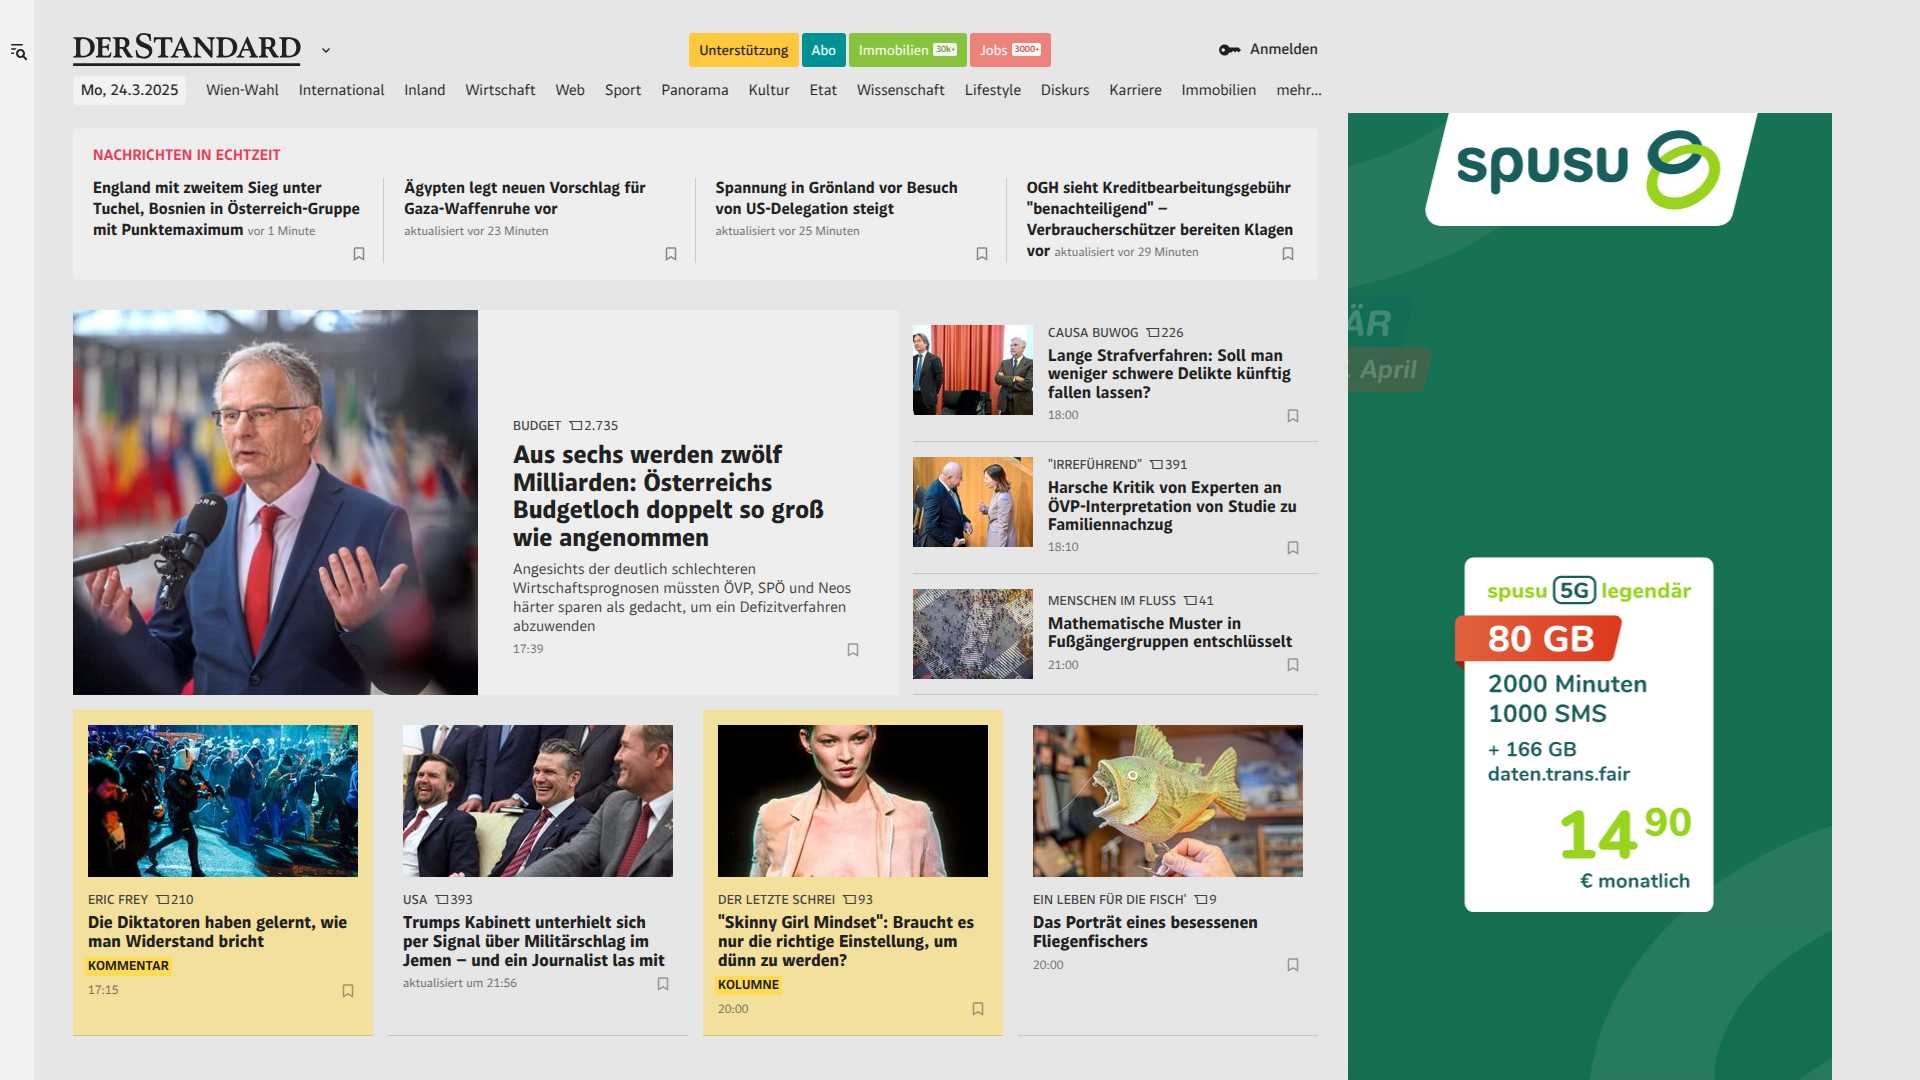 DERSTANDARD
Unterstützung
Abo
Immobilien 30k+
Jobs 3000+
Anmelden
Mo, 24.3.2025
Wien-Wahl
International
Inland
Wirtschaft
Web
Sport
Panorama
Kultur
Etat
Wissenschaft
Lifestyle
Diskurs
Karriere
Immobilien
mehr...
NACHRICHTEN IN ECHTZEIT
England mit zweitem Sieg unter
Tuchel, Bosnien in Österreich-Gruppe
mit Punktemaximum vor 1 Minute
Ägypten legt neuen Vorschlag für
Gaza-Waffenruhe vor
aktualisiert vor 23 Minuten
Spannung in Grönland vor Besuch
von US-Delegation steigt
aktualisiert vor 25 Minuten
OGH sieht Kreditbearbeitungsgebühr
"benachteiligend" –
Verbraucherschützer bereiten Klagen
vor aktualisiert vor 29 Minuten
BUDGET 2.735
Aus sechs werden zwölf
Milliarden: Österreichs
Budgetloch doppelt so groß
wie angenommen
Angesichts der deutlich schlechteren
Wirtschaftsprognosen müssten ÖVP, SPÖ und Neos
härter sparen als gedacht, um ein Defizitverfahren
abzuwenden
17:39
CAUSA BUWOG 226
Lange Strafverfahren: Soll man
weniger schwere Delikte künftig
fallen lassen?
18:00
"IRREFÜHREND" 391
Harsche Kritik von Experten an
ÖVP-Interpretation von Studie zu
Familiennachzug
18:10
MENSCHEN IM FLUSS 41
Mathematische Muster in
Fußgängergruppen entschlüsselt
21:00
ERIC FREY 210
Die Diktatoren haben gelernt, wie
man Widerstand bricht
KOMMENTAR
17:15
USA 393
Trumps Kabinett unterhielt sich
per Signal über Militärschlag im
Jemen – und ein Journalist las mit
aktualisiert um 21:56
DER LETZTE SCHREI 93
"Skinny Girl Mindset": Braucht es
nur die richtige Einstellung, um
dünn zu werden?
KOLUMNE
20:00
EIN LEBEN FÜR DIE FISCH' 9
Das Porträt eines besessenen
Fliegenfischers
20:00
spusu
ÄR
. April
spusu 5G legendär
80 GB
2000 Minuten
1000 SMS
+ 166 GB
daten.trans.fair
14 90
€ monatlich
ORF